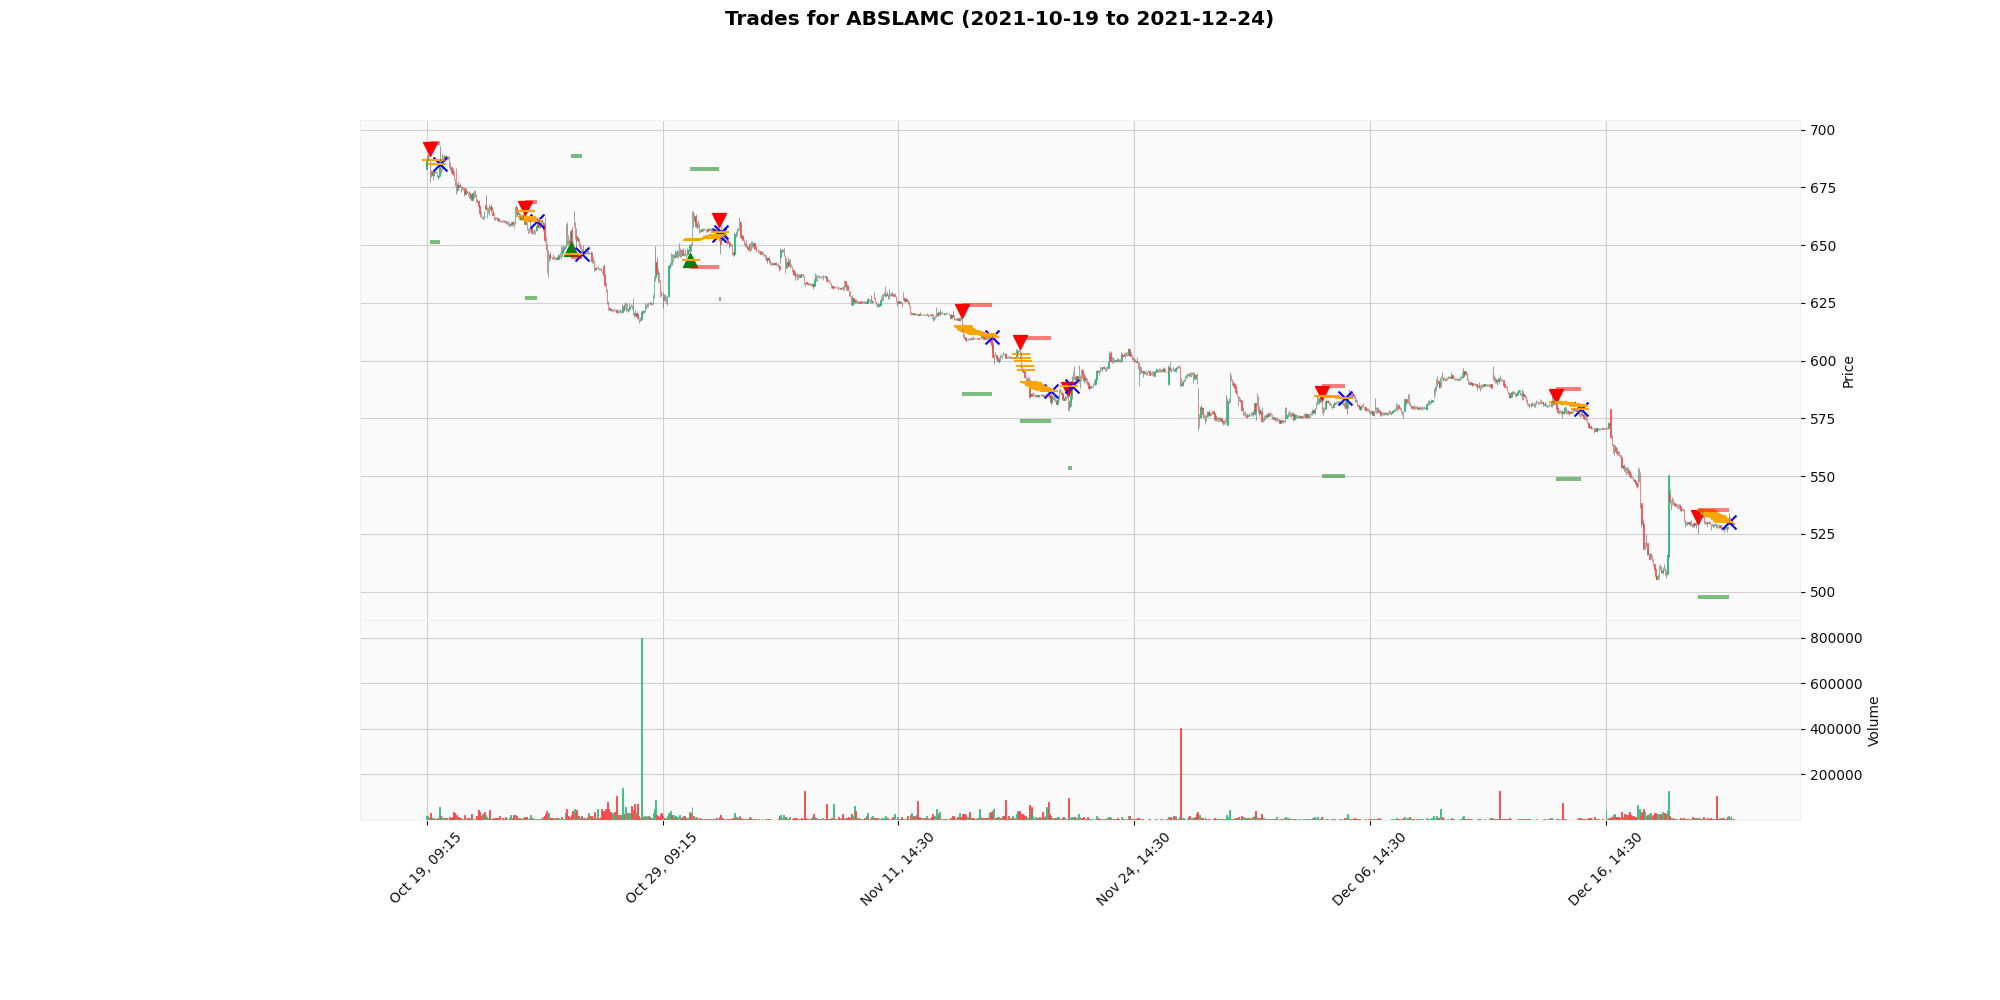 Trades for ABSLAMC (2021-10-19 to 2021-12-24)
700
675
650
625
600
575
550
525
500
Price
800000
600000
400000
200000
Volume
Oct 19, 09:15
Oct 29, 09:15
Nov 11, 14:30
Nov 24, 14:30
Dec 06, 14:30
Dec 16, 14:30